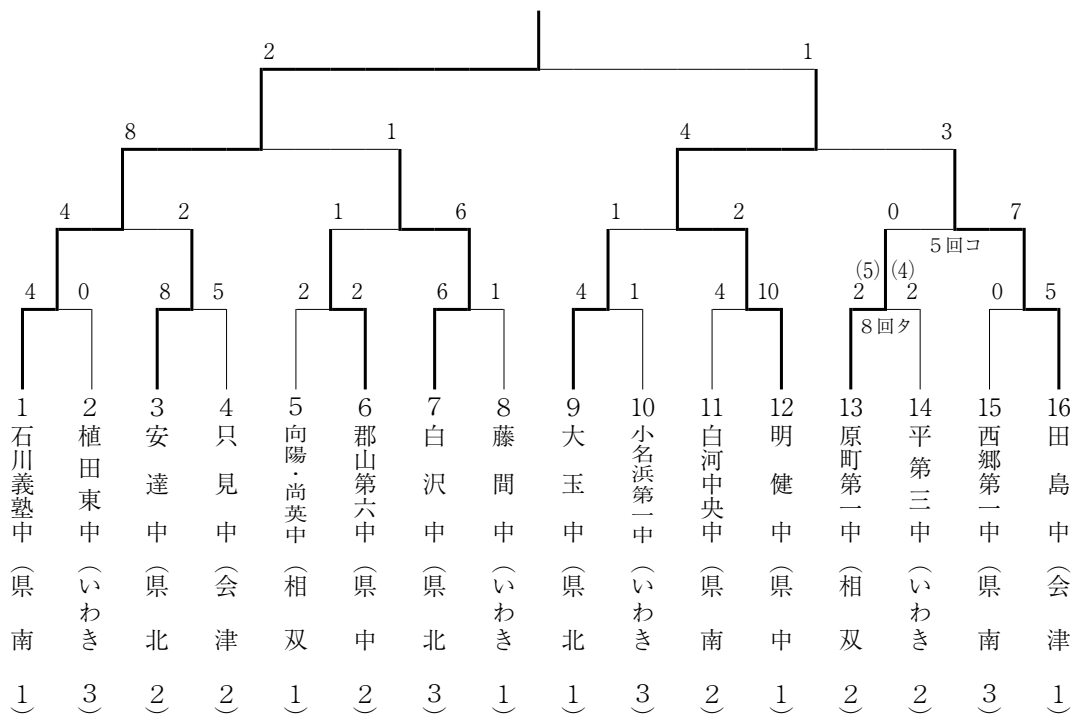 2 1
8 1 4 3
4 2 1 6 1 2 0 7
5回コ
(5) (4)
4 0 8 5 2 2 6 1 4 1 4 10 2 2 0 5
8回タ
1 石川義塾中 (県南 1)
2 植田東中 (いわき 3)
3 安達中 (県北 2)
4 只見中 (会津 2)
5 向陽・尚英中 (相双 1)
6 郡山第六中 (県中 2)
7 白沢中 (県北 3)
8 藤間中 (いわき 1)
9 大玉中 (県北 1)
10 小名浜第一中 (いわき 3)
11 白河中央中 (県南 2)
12 明健中 (県中 1)
13 原町第一中 (相双 2)
14 平第三中 (いわき 2)
15 西郷第一中 (県南 3)
16 田島中 (会津 1)